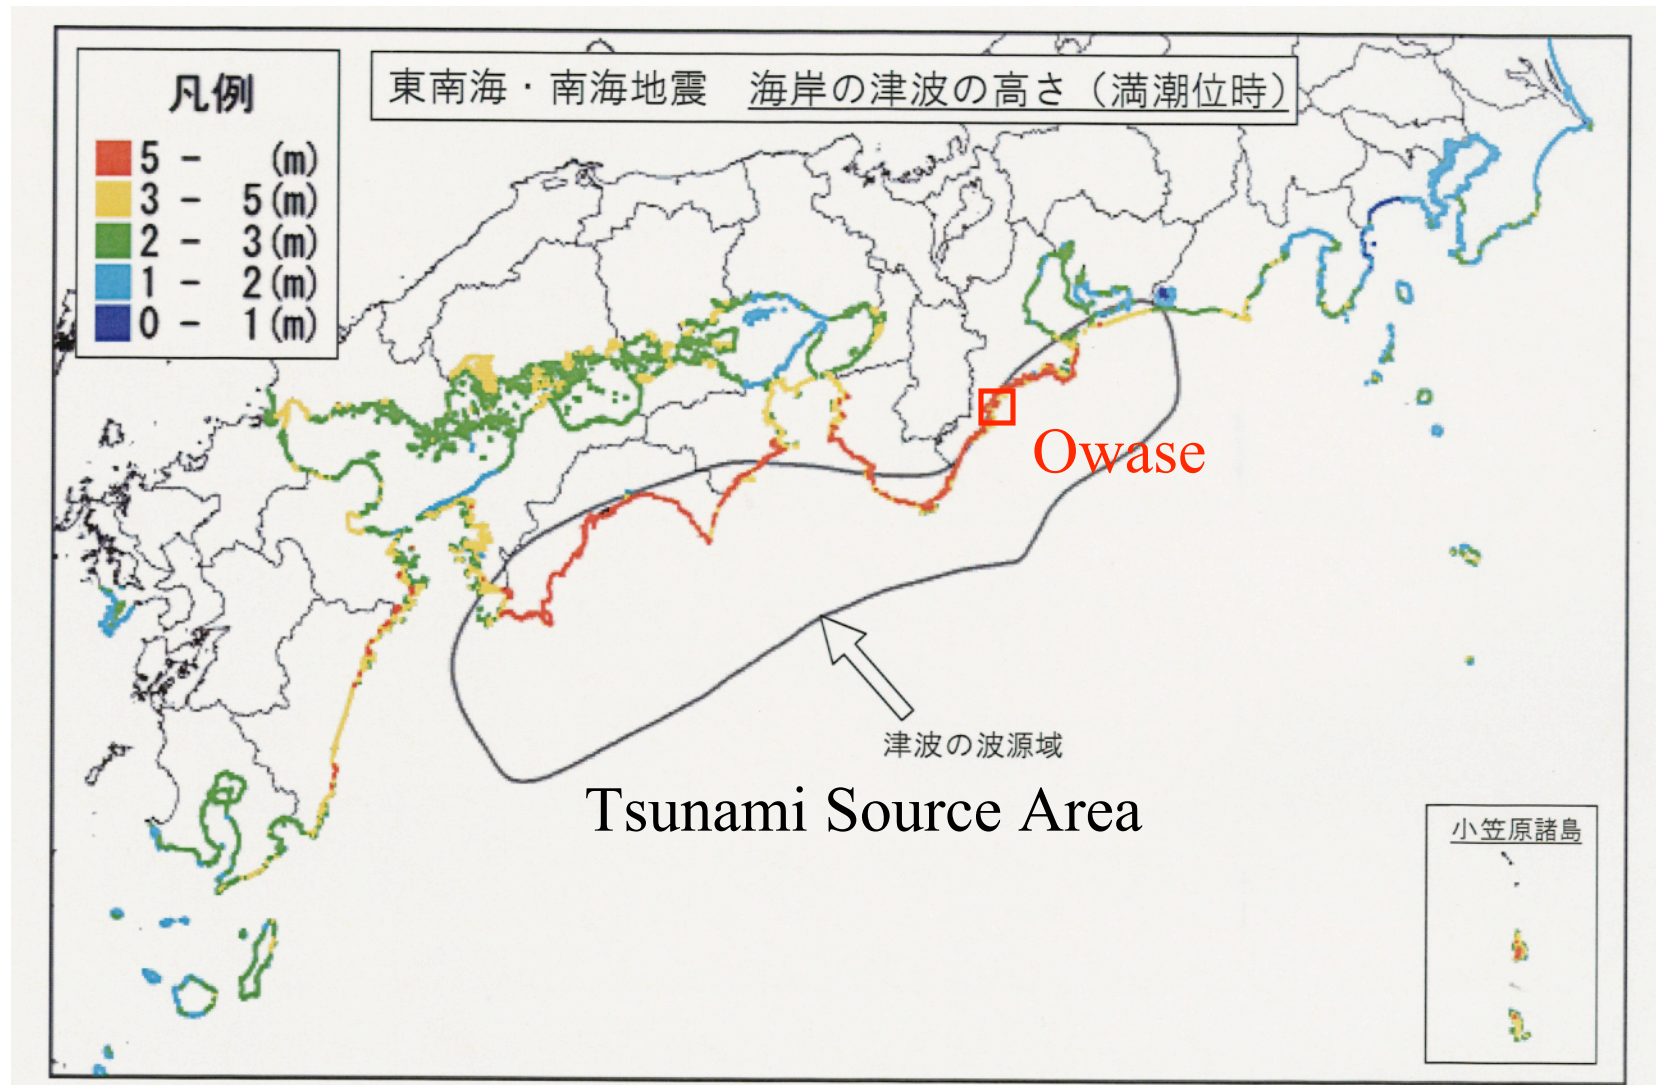 東南海・南海地震 海岸の津波の高さ（満潮位時）
凡例
5 - (m)
3 - 5(m)
2 - 3(m)
1 - 2(m)
0 - 1(m)
Owase
津波の波源域
Tsunami Source Area
小笠原諸島